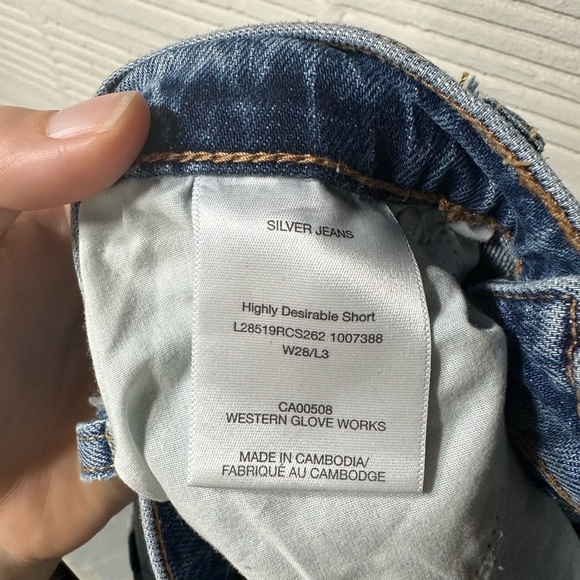 SILVER JEANS
Highly Desirable Short
L28519RCS262 1007388
W28/L3
CA00508
WESTERN GLOVE WORKS
MADE IN CAMBODIA/
FABRIQUÉ AU CAMBODGE